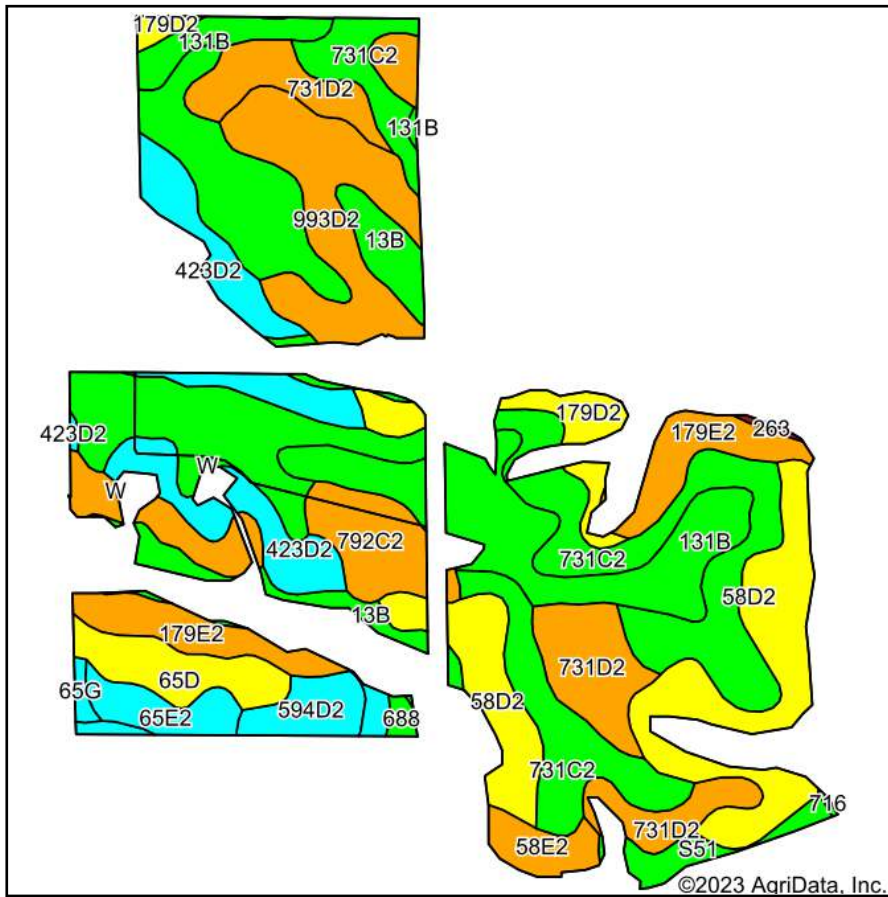 179D2
131B
731C2
731D2
131B
993D2
13B
423D2
423D2
W
W
423D2
792C2
13B
179E2
65D
65G
65E2
594D2
688
179D2
179E2
263
731C2
131B
58D2
731D2
58D2
731C2
716
731D2
58E2
S51
©2023 AgriData, Inc.